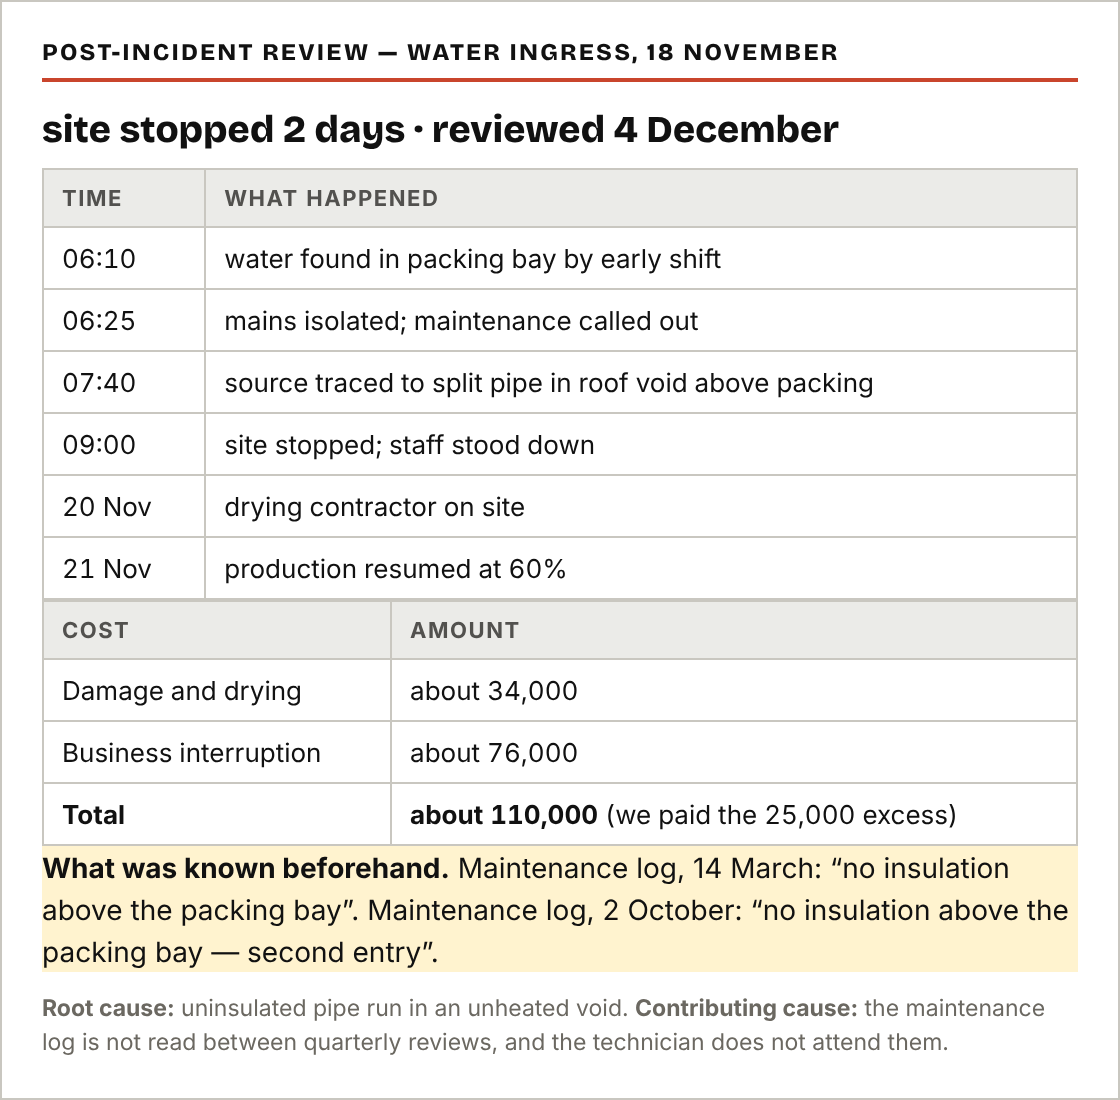 POST-INCIDENT REVIEW — WATER INGRESS, 18 NOVEMBER
site stopped 2 days · reviewed 4 December
TIME WHAT HAPPENED
06:10 water found in packing bay by early shift
06:25 mains isolated; maintenance called out
07:40 source traced to split pipe in roof void above packing
09:00 site stopped; staff stood down
20 Nov drying contractor on site
21 Nov production resumed at 60%
COST AMOUNT
Damage and drying about 34,000
Business interruption about 76,000
Total about 110,000 (we paid the 25,000 excess)
What was known beforehand. Maintenance log, 14 March: “no insulation
above the packing bay”. Maintenance log, 2 October: “no insulation above the
packing bay — second entry”.
Root cause: uninsulated pipe run in an unheated void. Contributing cause: the maintenance
log is not read between quarterly reviews, and the technician does not attend them.